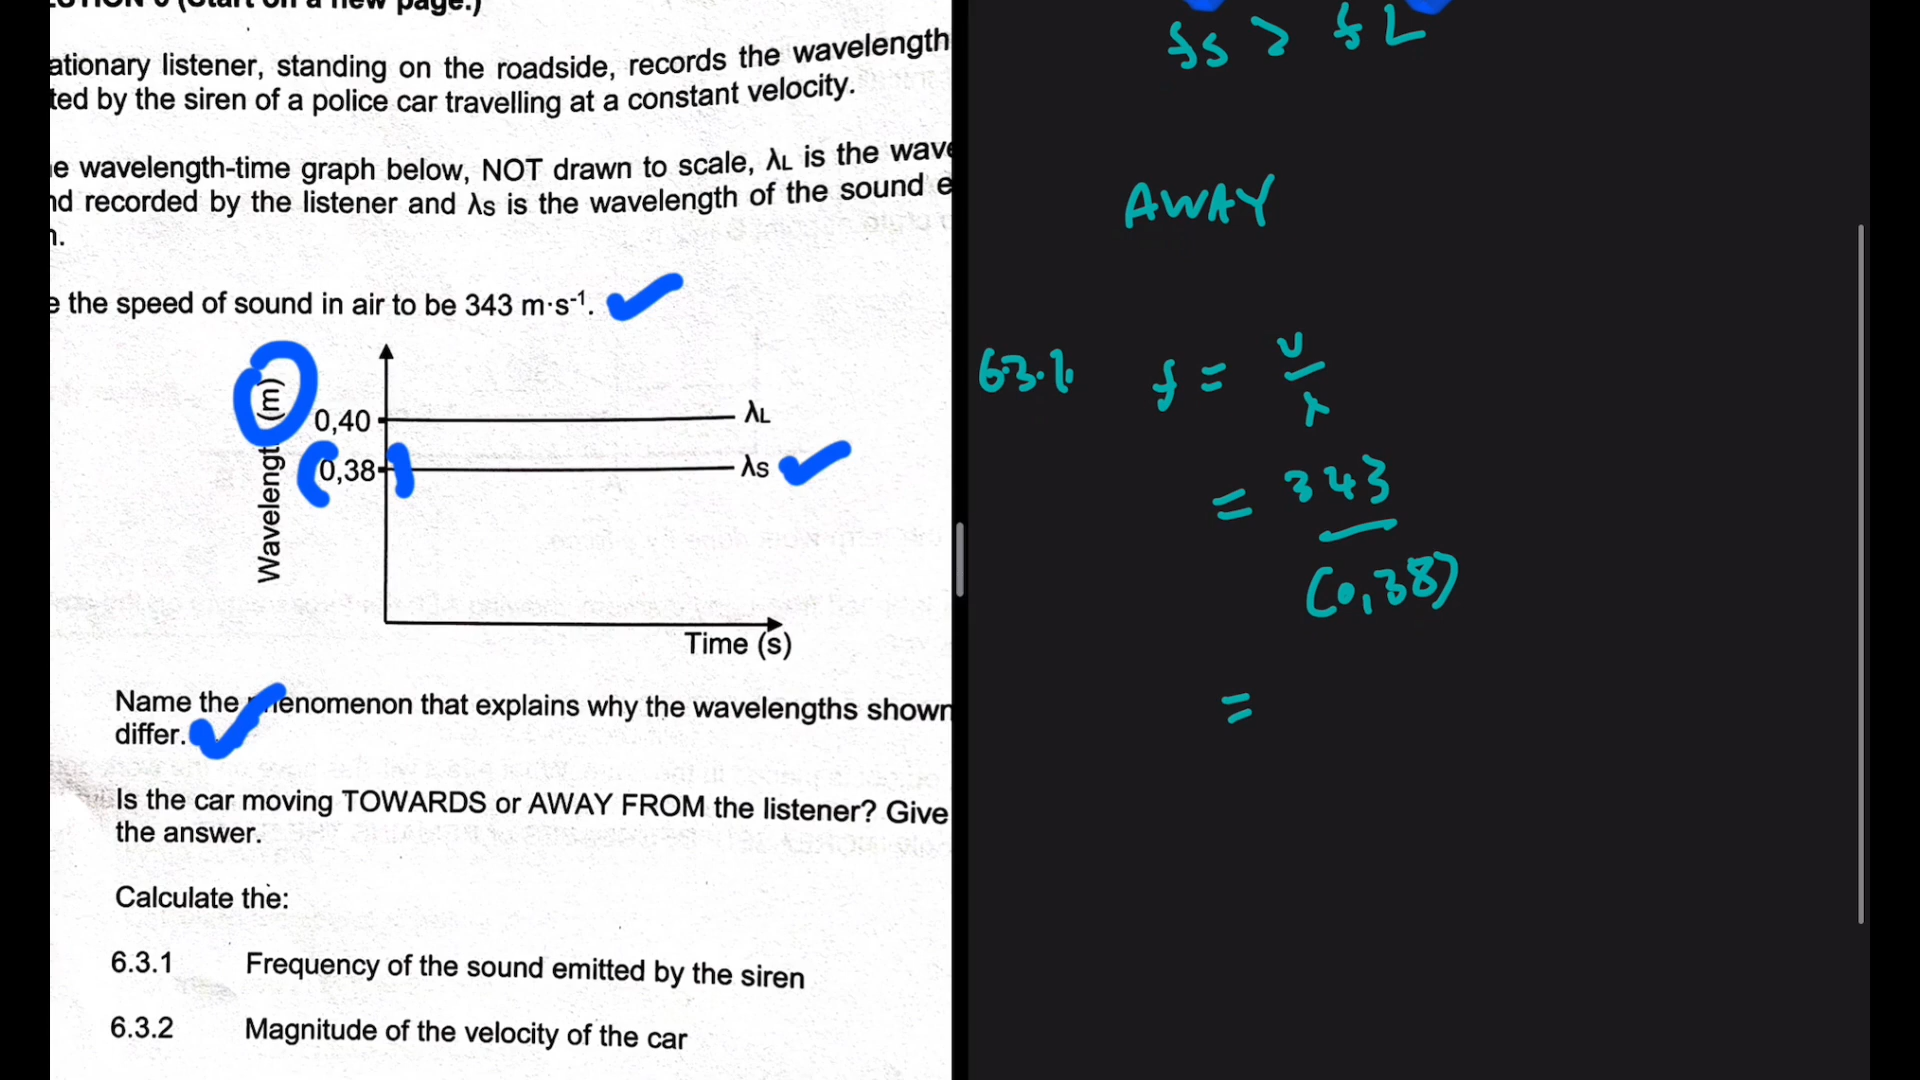 (Start on a new page.)
ationary listener, standing on the roadside, records the wavelength
ted by the siren of a police car travelling at a constant velocity.
e wavelength-time graph below, NOT drawn to scale, λL is the wave
nd recorded by the listener and λS is the wavelength of the sound e
n.
e the speed of sound in air to be 343 m·s-1.
Wavelengt (m)
0,40
λL
0,38
λS
Time (s)
Name the henomenon that explains why the wavelengths shown
differ.
Is the car moving TOWARDS or AWAY FROM the listener? Give
the answer.
Calculate the:
6.3.1 Frequency of the sound emitted by the siren
6.3.2 Magnitude of the velocity of the car
fs > fL
AWAY
6.3.1. f = v
λ
= 343
(0,38)
=